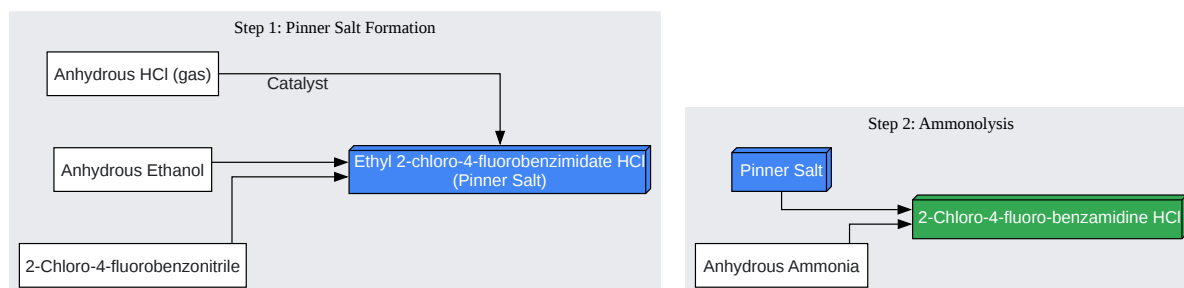 Step 1: Pinner Salt Formation
Anhydrous HCl (gas)
Catalyst
Anhydrous Ethanol
Ethyl 2-chloro-4-fluorobenzimidate HCl
(Pinner Salt)
2-Chloro-4-fluorobenzonitrile
Step 2: Ammonolysis
Pinner Salt
2-Chloro-4-fluoro-benzamidine HCl
Anhydrous Ammonia